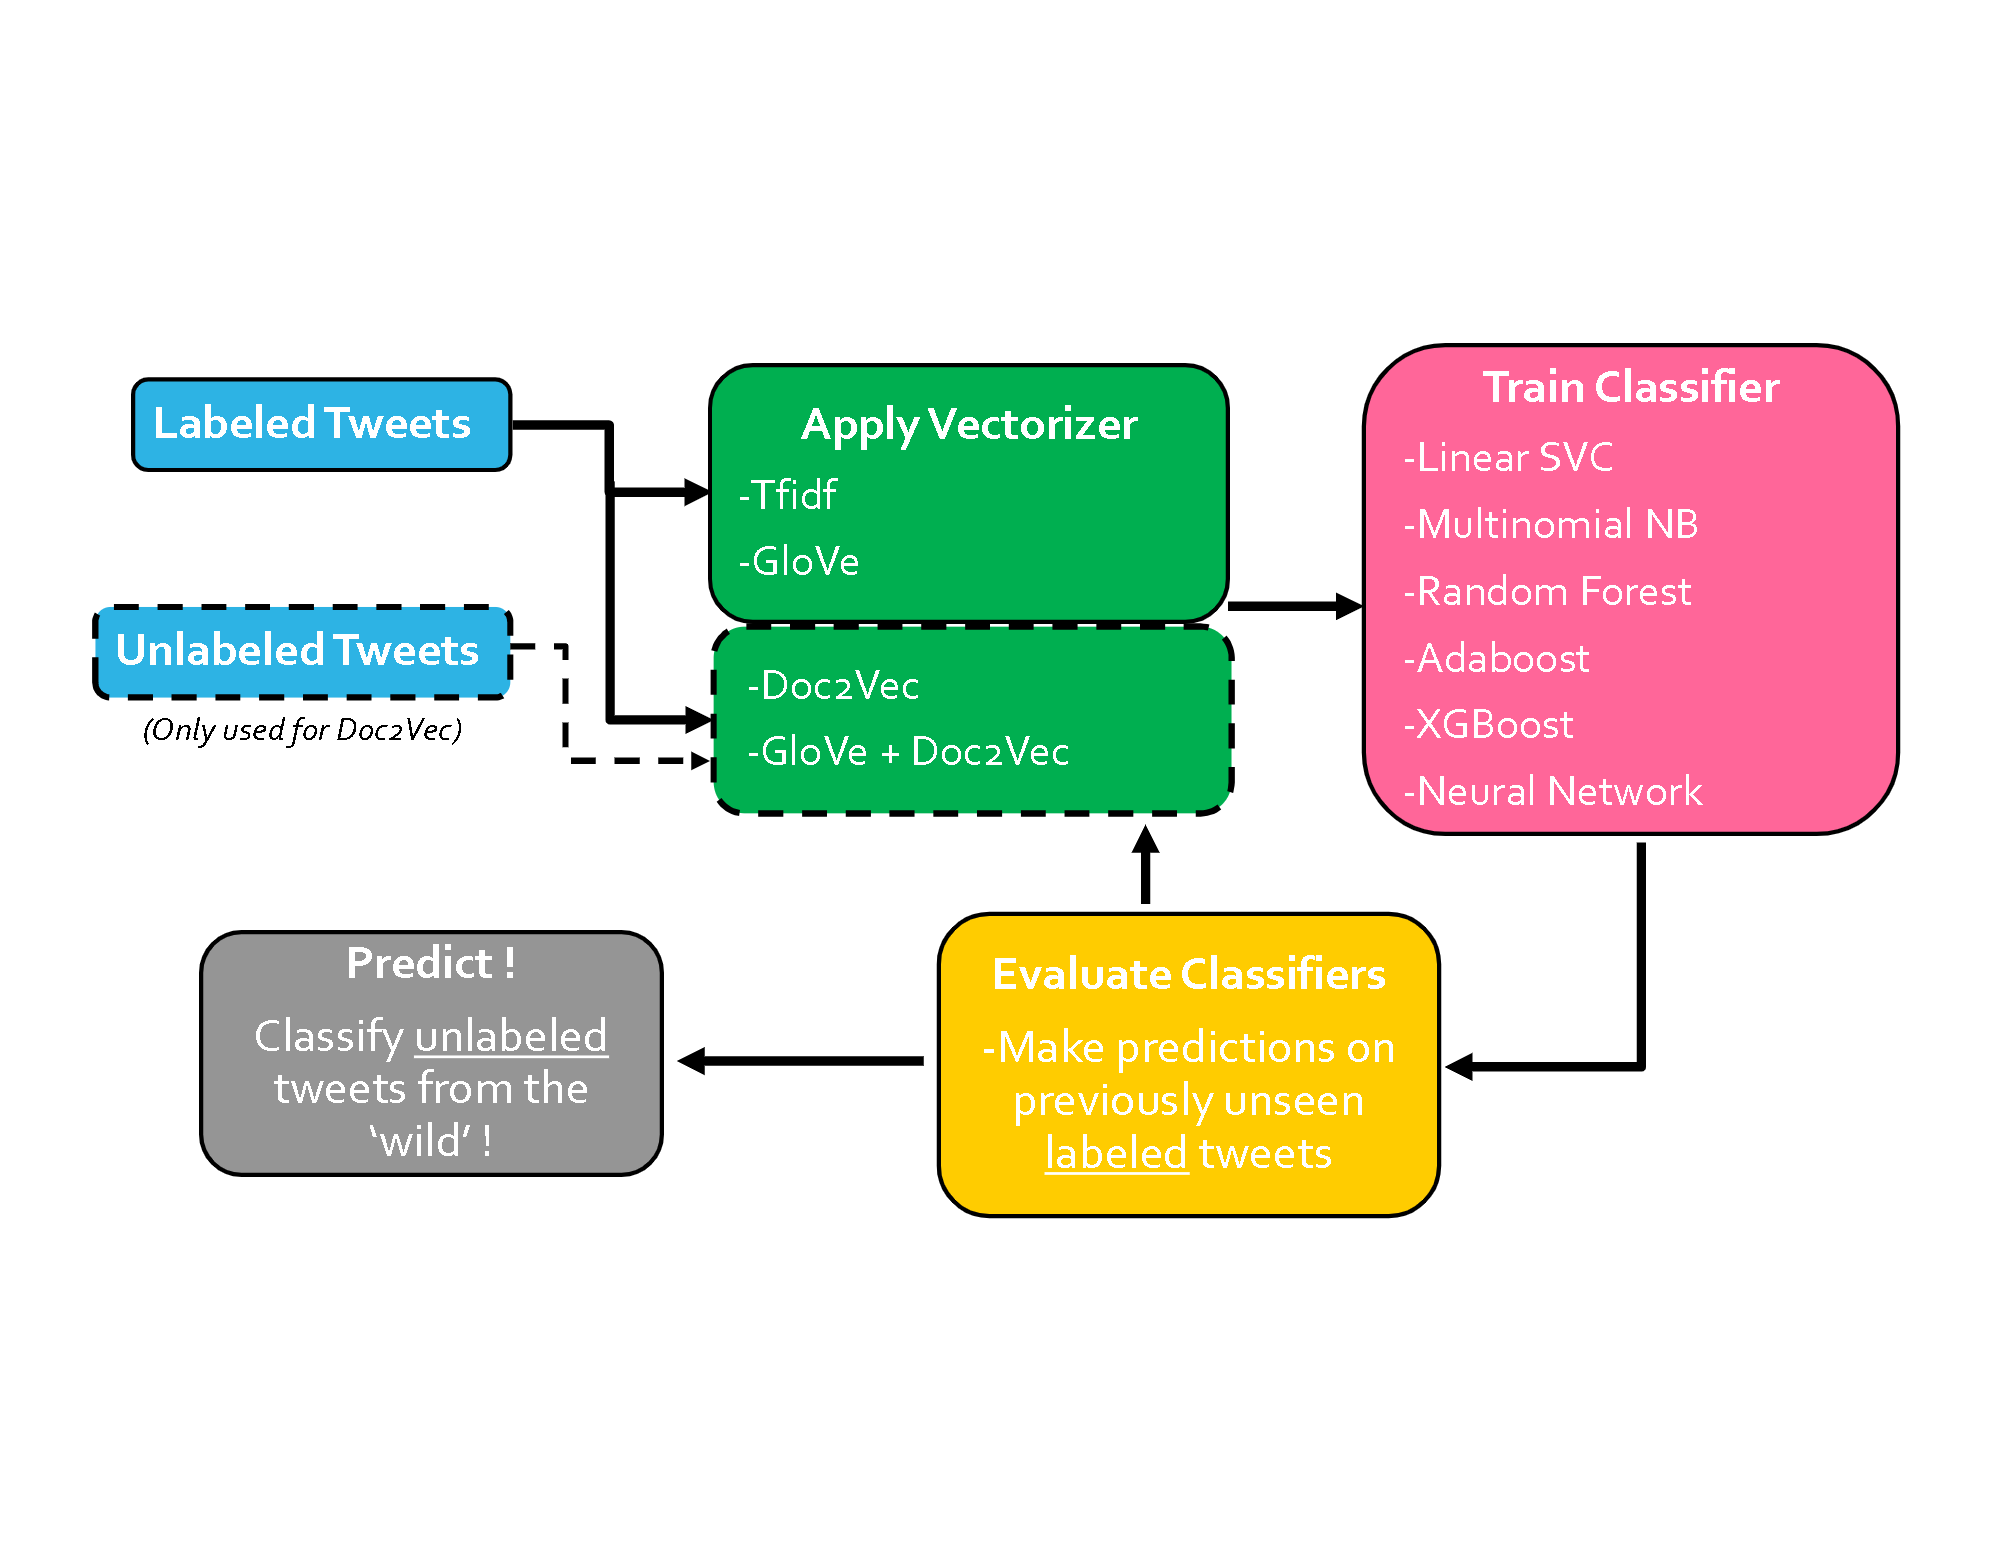 Labeled Tweets
Unlabeled Tweets
(Only used for Doc2Vec)
Apply Vectorizer
-Tfidf
-GloVe
-Doc2Vec
-GloVe + Doc2Vec
Train Classifier
-Linear SVC
-Multinomial NB
-Random Forest
-Adaboost
-XGBoost
-Neural Network
Evaluate Classifiers
-Make predictions on
previously unseen
labeled tweets
Predict !
Classify unlabeled
tweets from the
‘wild’ !